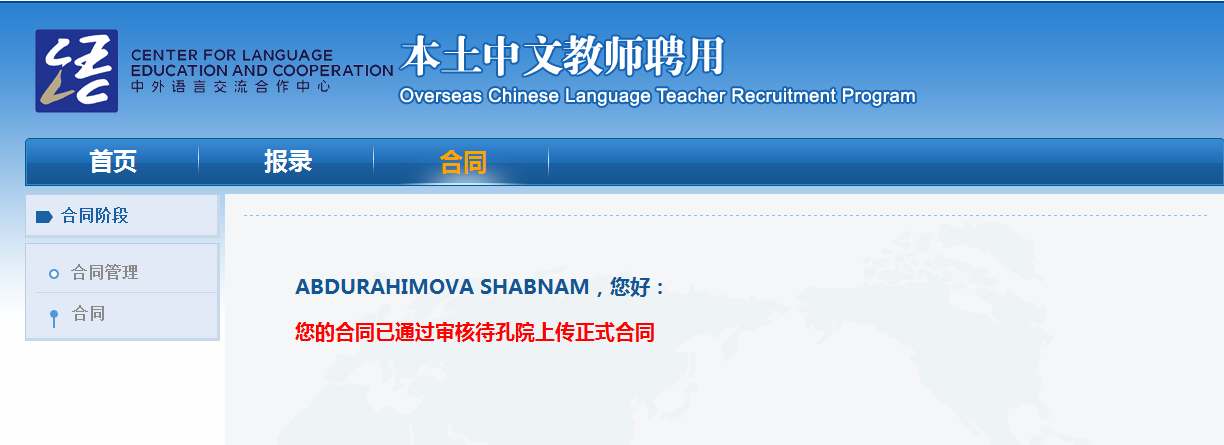 CENTER FOR LANGUAGE
EDUCATION AND COOPERATION
中外语言交流合作中心
本土中文教师聘用
Overseas Chinese Language Teacher Recruitment Program
首页 报录 合同
合同阶段
合同管理
合同
ABDURAHIMOVA SHABNAM，您好：
您的合同已通过审核待孔院上传正式合同